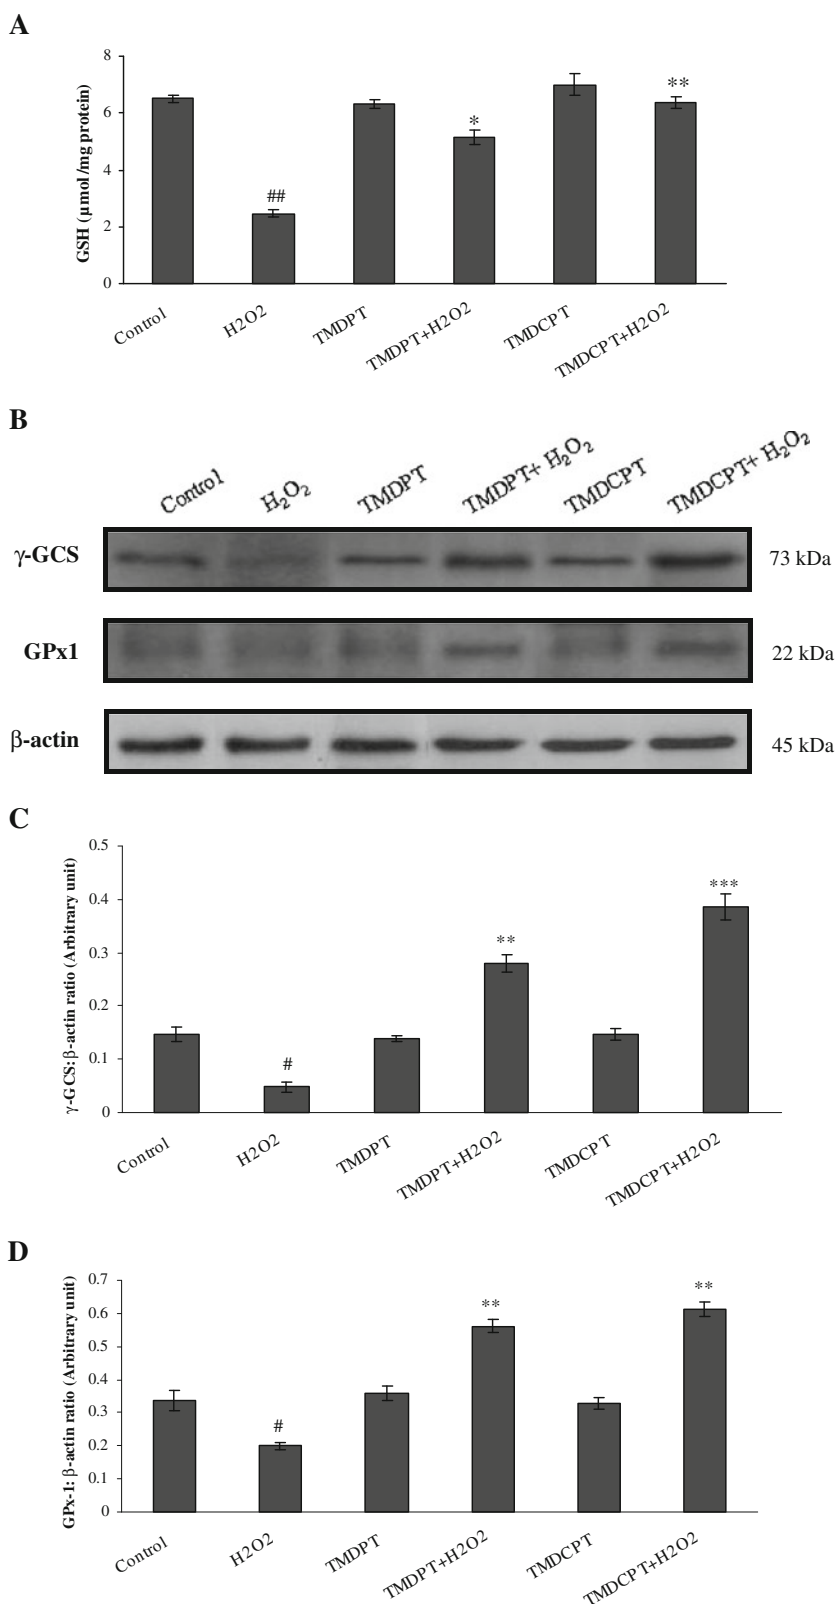 A
8
6
4
2
0
GSH (µmol /mg protein)
##
*
**
Control
H2O2
TMDPT
TMDPT+H2O2
TMDCPT
TMDCPT+H2O2
B
Control
H₂O₂
TMDPT
TMDPT+ H₂O₂
TMDCPT
TMDCPT+ H₂O₂
γ-GCS
73 kDa
GPx1
22 kDa
β-actin
45 kDa
C
0.5
0.4
0.3
0.2
0.1
0
γ-GCS:β-actin ratio (Arbitrary unit)
#
**
***
Control
H2O2
TMDPT
TMDPT+H2O2
TMDCPT
TMDCPT+H2O2
D
0.7
0.6
0.5
0.4
0.3
0.2
0.1
0
GPx-1: β-actin ratio (Arbitrary unit)
#
**
**
Control
H2O2
TMDPT
TMDPT+H2O2
TMDCPT
TMDCPT+H2O2